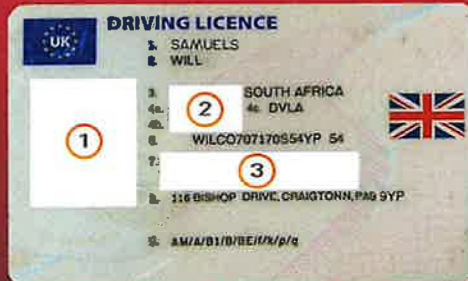 UK
DRIVING LICENCE
1. SAMUELS
2. WILL
3. SOUTH AFRICA
4a. 4c. DVLA
2
4b.
1
5. WILCO707170S54YP 54
7.
3
8. 116 BISHOP DRIVE, CRAIGTONN, PA9 9YP
9. AM/A/B1/B/BE/f/k/p/q